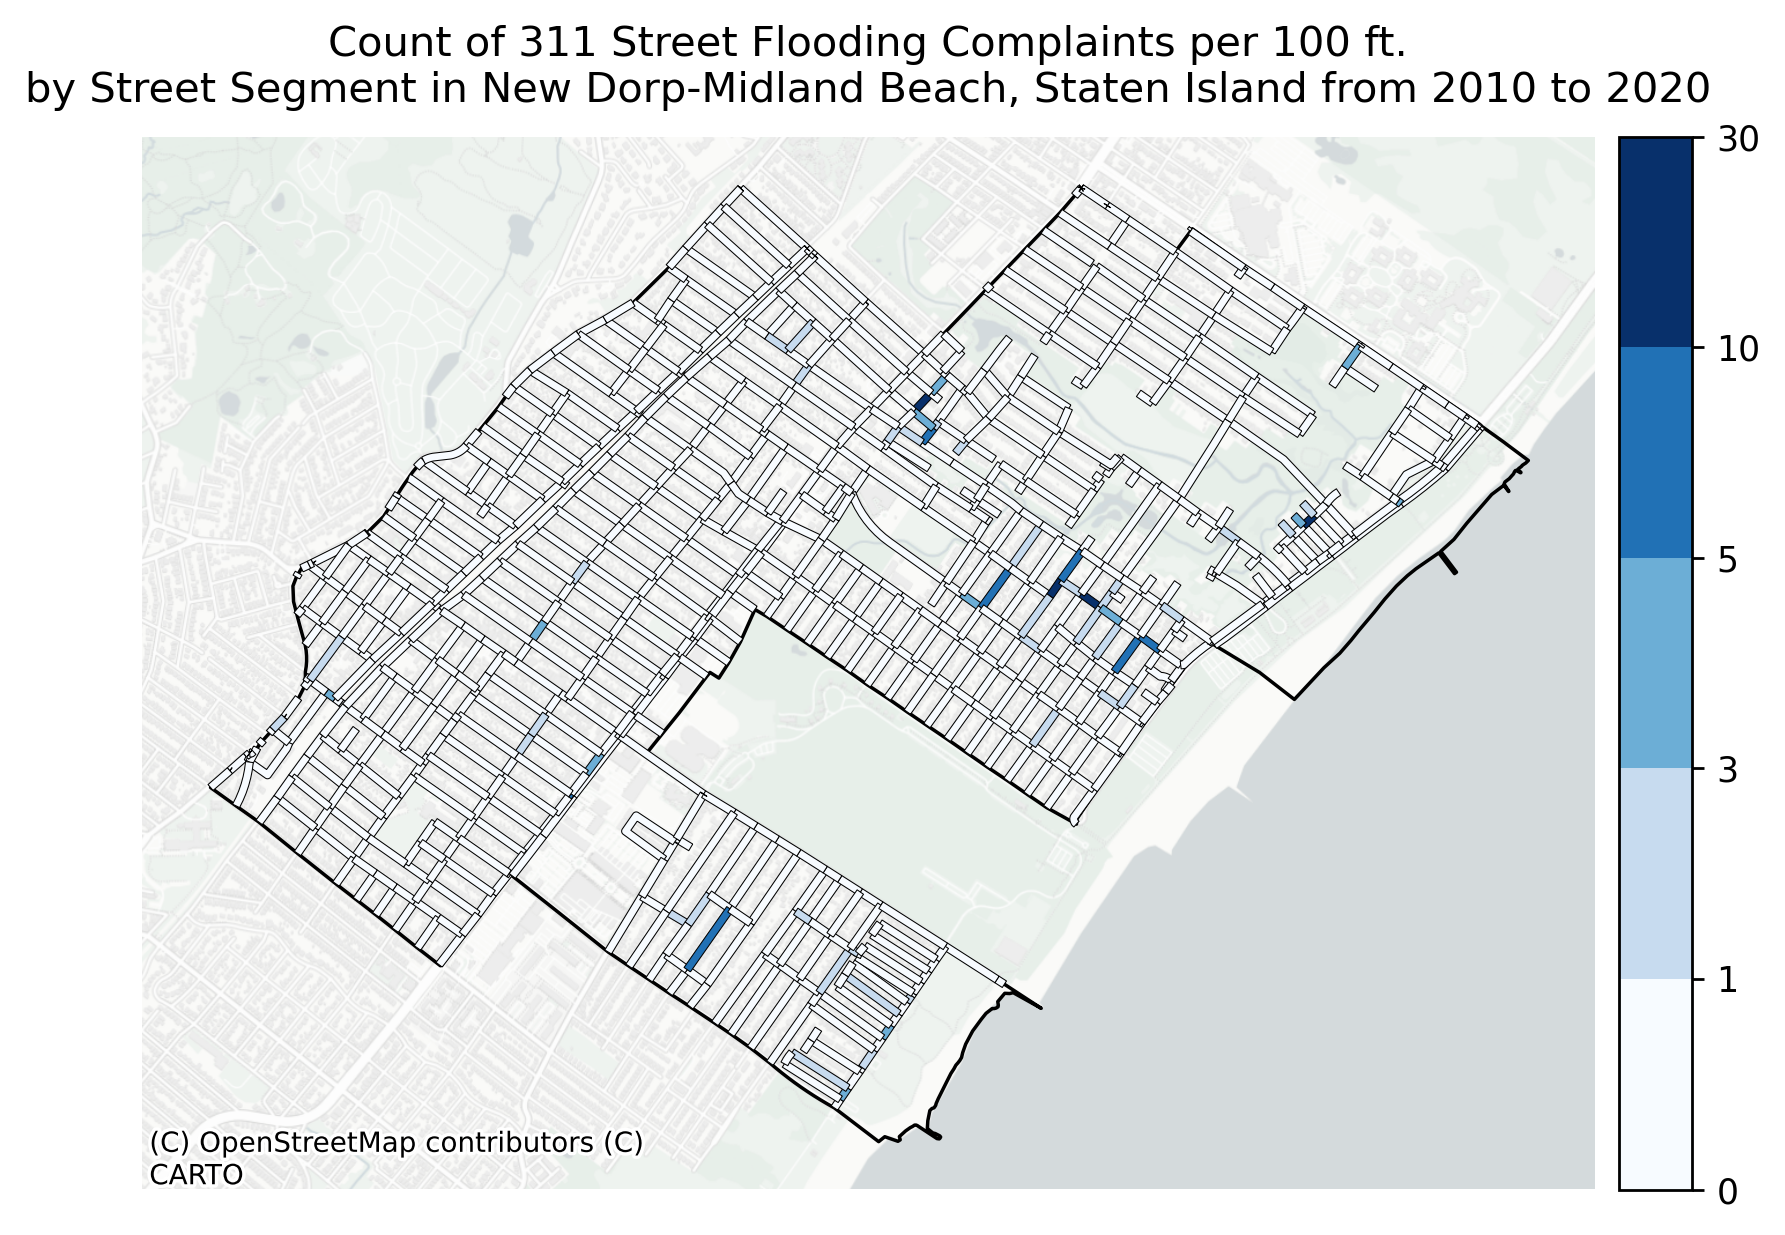 Count of 311 Street Flooding Complaints per 100 ft.
by Street Segment in New Dorp-Midland Beach, Staten Island from 2010 to 2020
30
10
5
3
1
0
(C) OpenStreetMap contributors (C)
CARTO